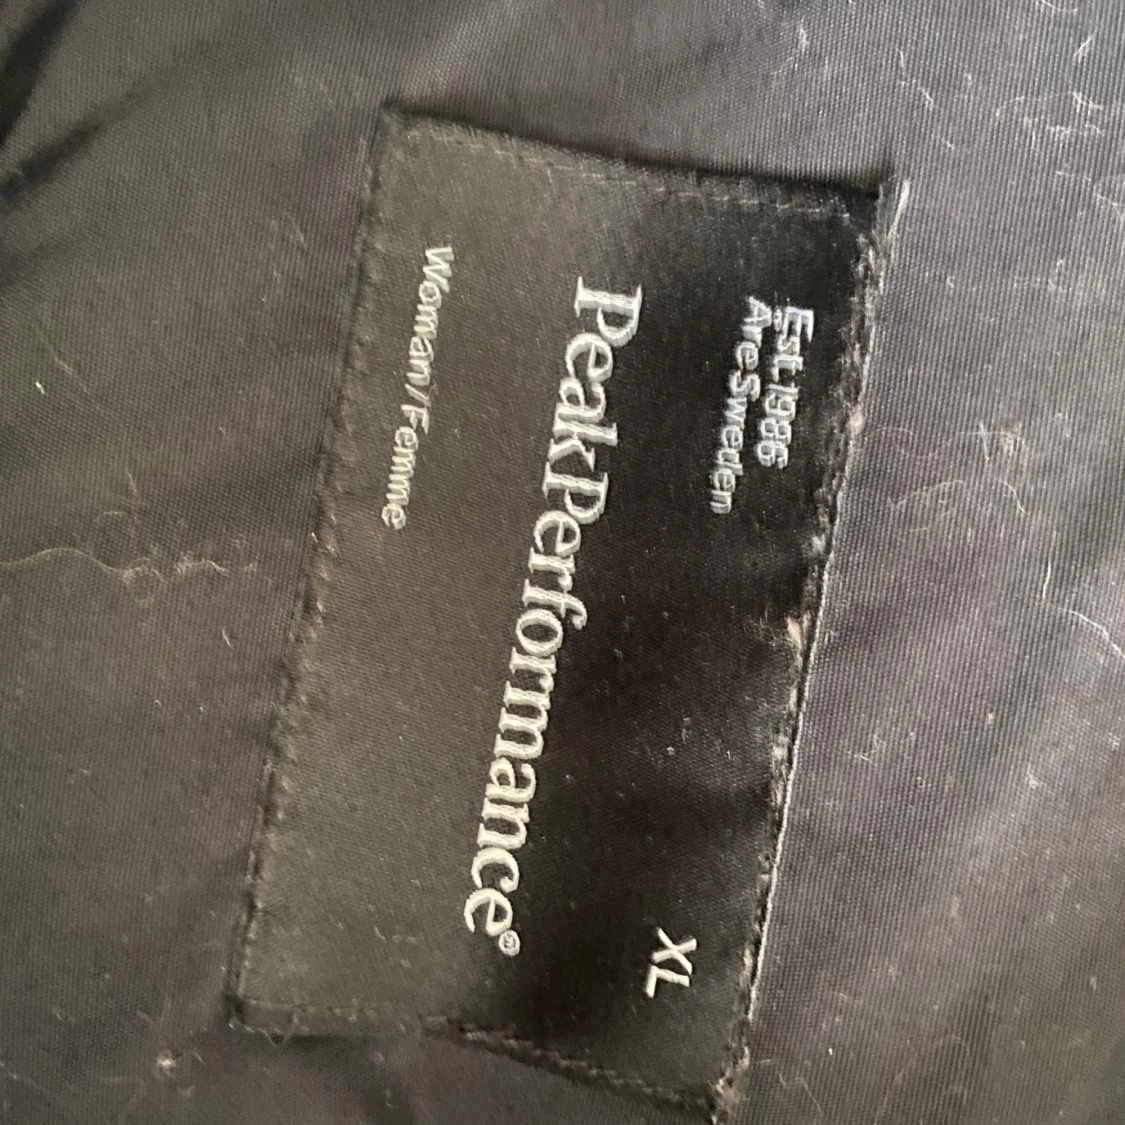 Est.1986
Åre Sweden
XL
PeakPerformance®
Woman/Femme